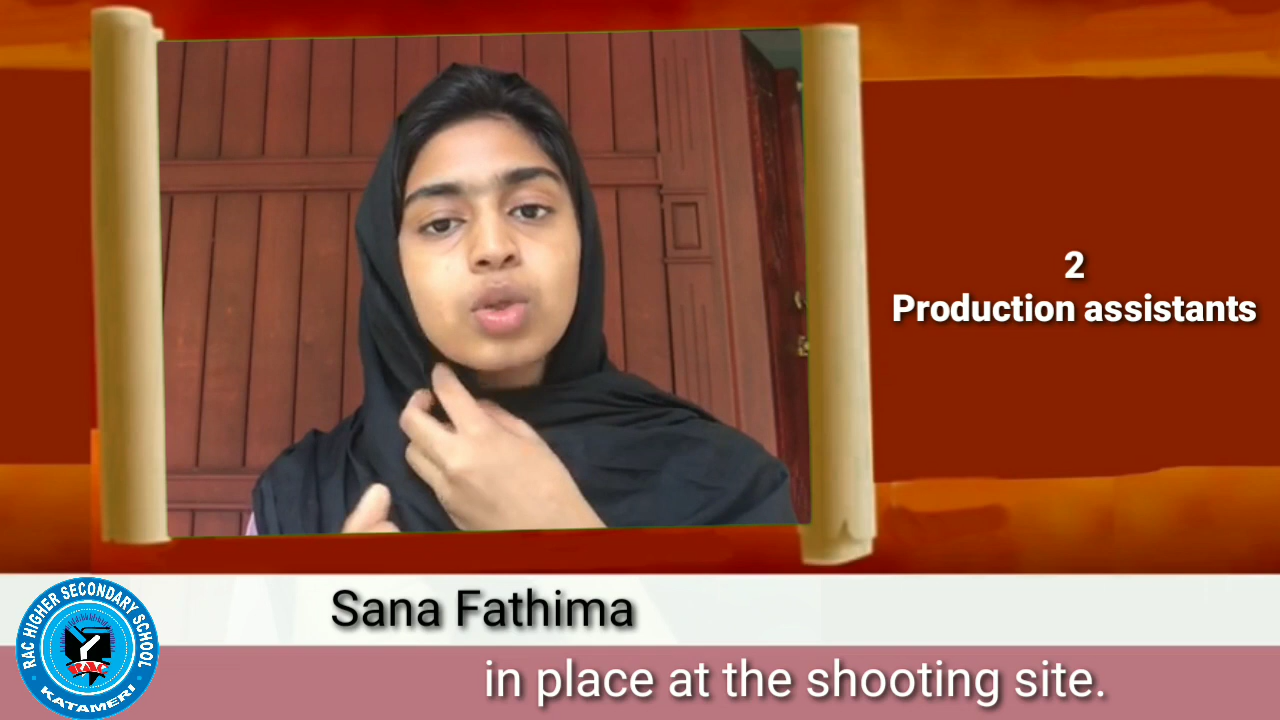 2
Production assistants
Sana Fathima
in place at the shooting site.
RAC HIGHER SECONDARY SCHOOL
RAC
KATAMERI